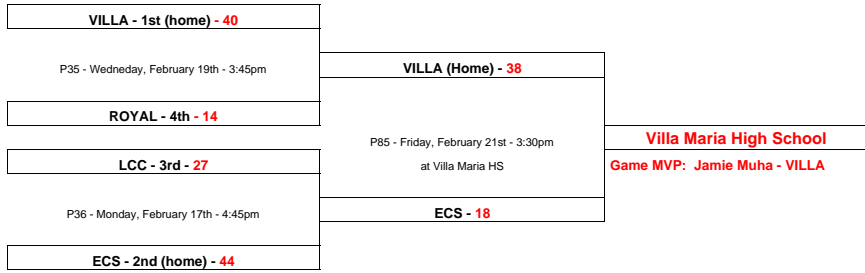 VILLA - 1st (home) - 40
P35 - Wedneday, February 19th - 3:45pm
VILLA (Home) - 38
ROYAL - 4th - 14
P85 - Friday, February 21st - 3:30pm
Villa Maria High School
LCC - 3rd - 27
at Villa Maria HS
Game MVP: Jamie Muha - VILLA
P36 - Monday, February 17th - 4:45pm
ECS - 18
ECS - 2nd (home) - 44